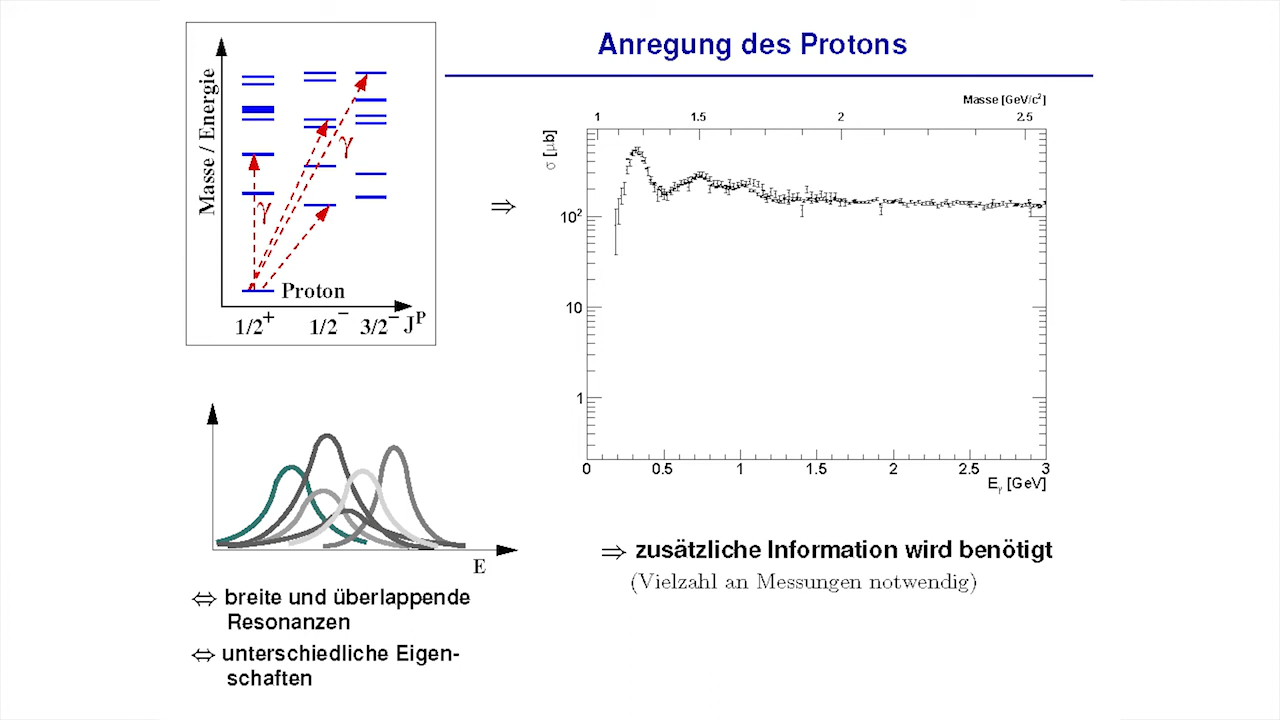 Anregung des Protons
Masse / Energie
γ
γ
Proton
1/2⁺ 1/2⁻ 3/2⁻ Jᴾ
⇒
Masse [GeV/c²]
1 1.5 2 2.5
σ [μb]
10²
10
1
0 0.5 1 1.5 2 2.5 3
Eᵧ [GeV]
E
⇔ breite und überlappende
Resonanzen
⇔ unterschiedliche Eigen-
schaften
⇒ zusätzliche Information wird benötigt
(Vielzahl an Messungen notwendig)